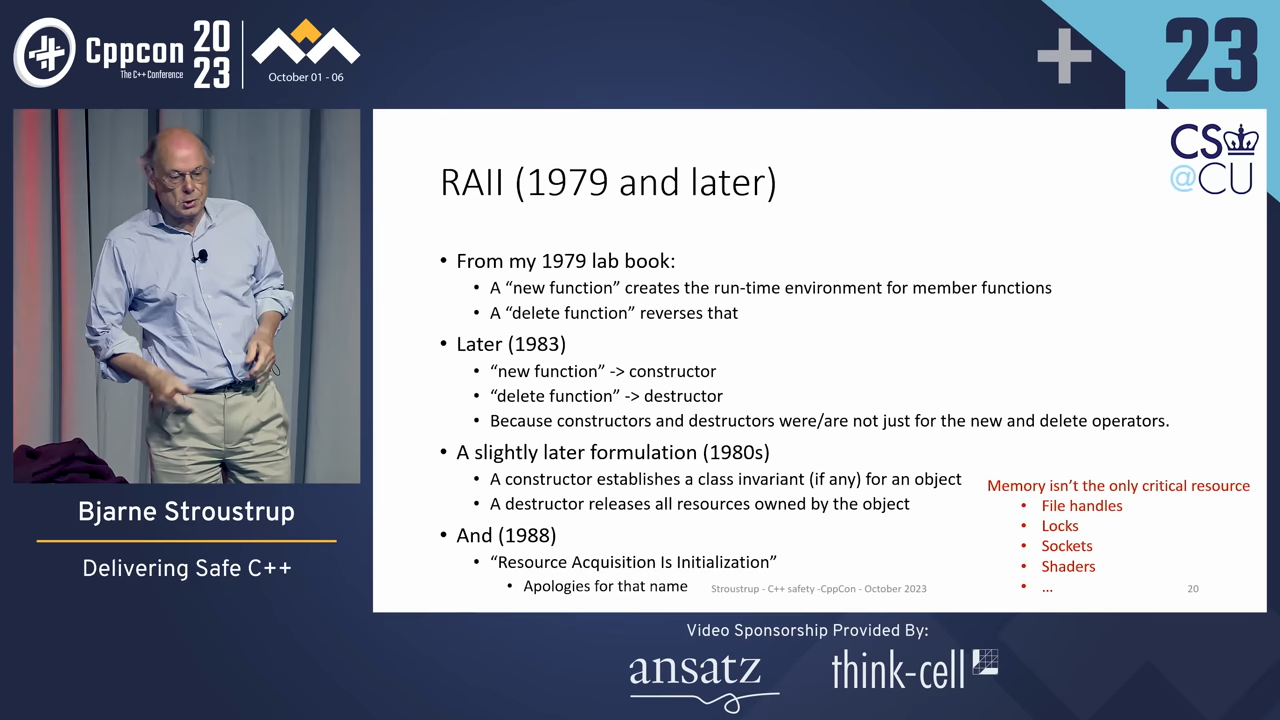 Cppcon
The C++ Conference
20
23
October 01 - 06
23
CS
@CU
RAII (1979 and later)
• From my 1979 lab book:
• A “new function” creates the run-time environment for member functions
• A “delete function” reverses that
• Later (1983)
• “new function” -> constructor
• “delete function” -> destructor
• Because constructors and destructors were/are not just for the new and delete operators.
• A slightly later formulation (1980s)
• A constructor establishes a class invariant (if any) for an object
• A destructor releases all resources owned by the object
• And (1988)
• “Resource Acquisition Is Initialization”
• Apologies for that name
Memory isn’t the only critical resource
• File handles
• Locks
• Sockets
• Shaders
• ...
Stroustrup - C++ safety -CppCon - October 2023
20
Bjarne Stroustrup
Delivering Safe C++
Video Sponsorship Provided By:
ansatz
think-cell